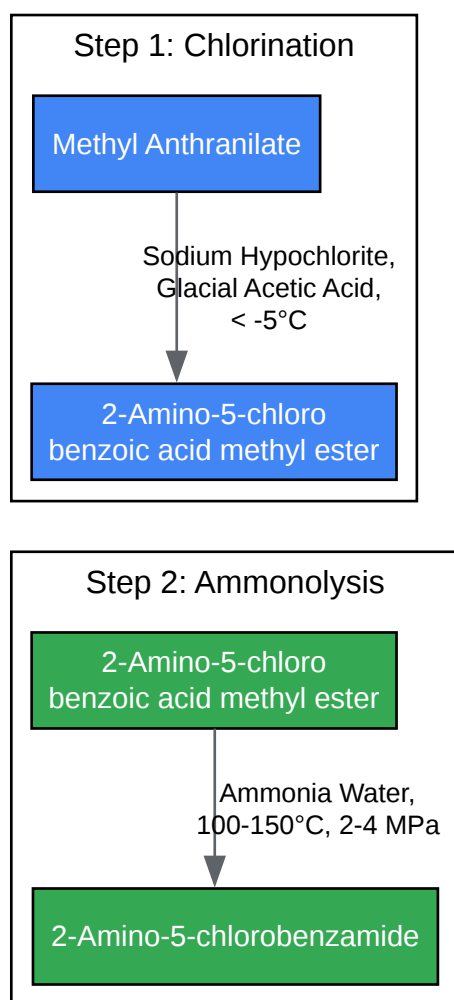 Step 1: Chlorination
Methyl Anthranilate
Sodium Hypochlorite,
Glacial Acetic Acid,
< -5°C
2-Amino-5-chloro
benzoic acid methyl ester
Step 2: Ammonolysis
2-Amino-5-chloro
benzoic acid methyl ester
Ammonia Water,
100-150°C, 2-4 MPa
2-Amino-5-chlorobenzamide